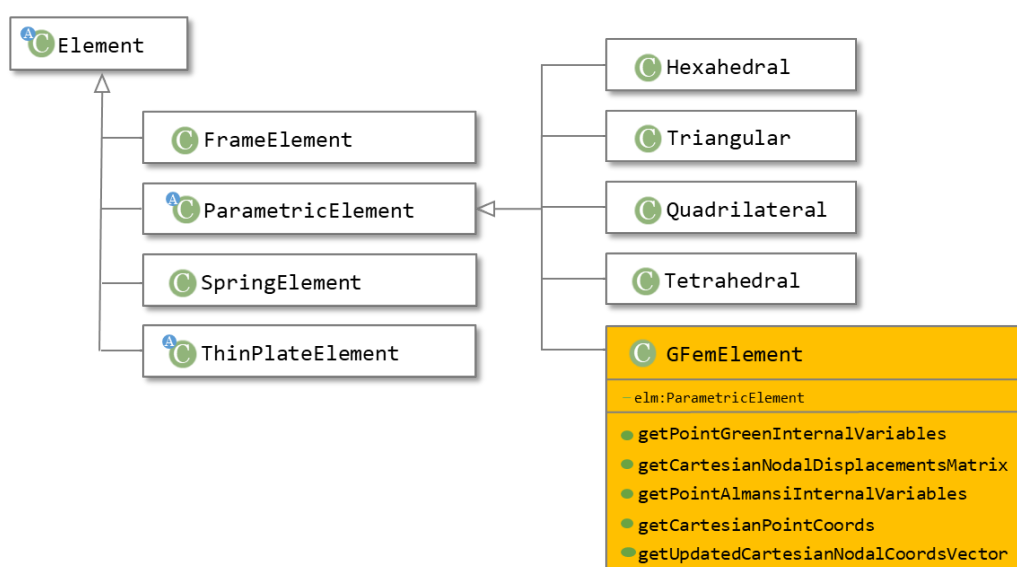 A
C Element
C FrameElement
A
C ParametricElement
C SpringElement
A
C ThinPlateElement
C Hexahedral
C Triangular
C Quadrilateral
C Tetrahedral
C GFemElement
−elm:ParametricElement
getPointGreenInternalVariables
getCartesianNodalDisplacementsMatrix
getPointAlmansiInternalVariables
getCartesianPointCoords
getUpdatedCartesianNodalCoordsVector